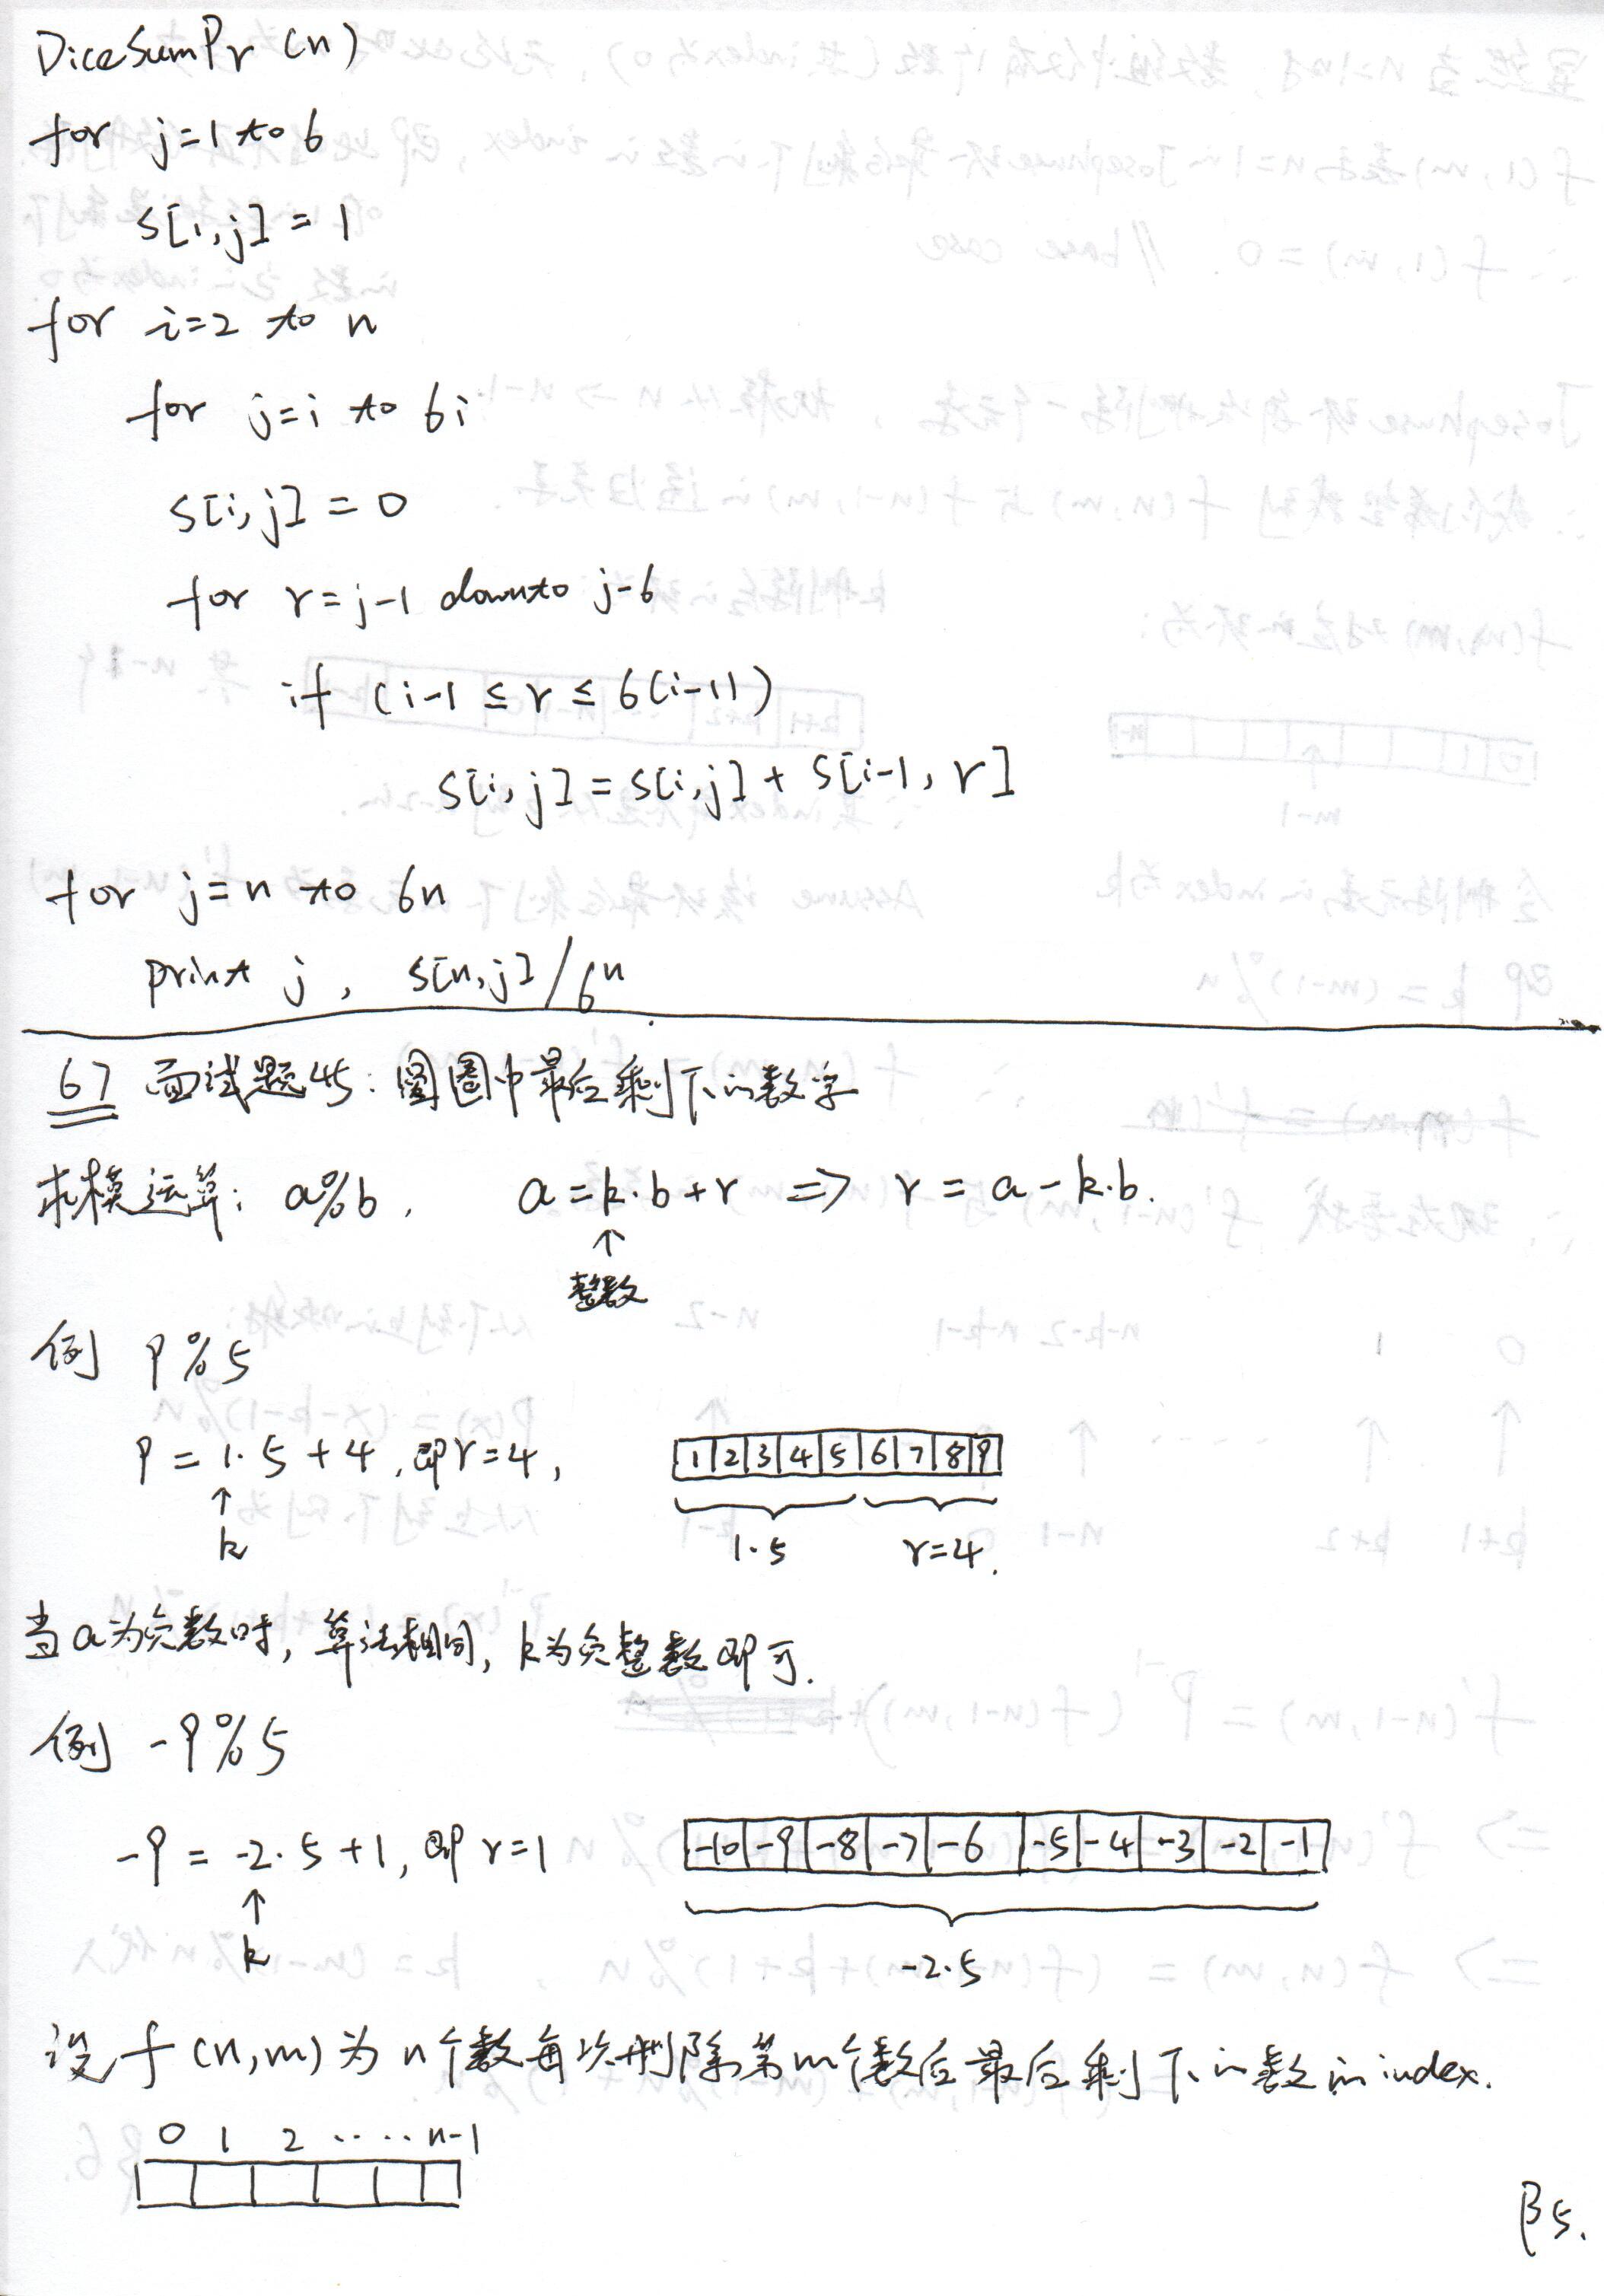 DiceSumPr(n)
for j=1 to 6
s[1,j] = 1
for i=2 to n
for j=i to 6i
s[i,j] = 0
for r=j-1 downto j-6
if (i-1 ≤ r ≤ 6(i-1))
s[i,j] = s[i,j] + s[i-1, r]
for j=n to 6n
print j, s[n,j]/6ⁿ.
67 面试题45: 圆圈中最后剩下的数字
求模运算: a%b, a = k·b + r => r = a - k·b.
↑
整数
例 9%5
9 = 1·5 + 4, 即r=4, 1 2 3 4 5 6 7 8 9
↑
k 1·5 r=4.
当a为负数时, 算法相同, k为负整数即可.
例 -9%5
-9 = -2·5 + 1, 即 r=1 -10 -9 -8 -7 -6 -5 -4 -3 -2 -1
↑
k -2·5
设 f(n,m) 为 n个数每次删除第m个数后最后剩下的数的index.
0 1 2 ····· n-1
P5.